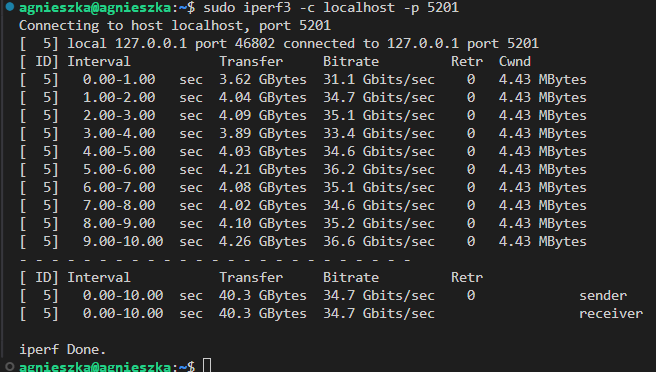 agnieszka@agnieszka:~$ sudo iperf3 -c localhost -p 5201
Connecting to host localhost, port 5201
[  5] local 127.0.0.1 port 46802 connected to 127.0.0.1 port 5201
[ ID] Interval           Transfer     Bitrate         Retr  Cwnd
[  5]   0.00-1.00   sec  3.62 GBytes  31.1 Gbits/sec    0   4.43 MBytes
[  5]   1.00-2.00   sec  4.04 GBytes  34.7 Gbits/sec    0   4.43 MBytes
[  5]   2.00-3.00   sec  4.09 GBytes  35.1 Gbits/sec    0   4.43 MBytes
[  5]   3.00-4.00   sec  3.89 GBytes  33.4 Gbits/sec    0   4.43 MBytes
[  5]   4.00-5.00   sec  4.03 GBytes  34.6 Gbits/sec    0   4.43 MBytes
[  5]   5.00-6.00   sec  4.21 GBytes  36.2 Gbits/sec    0   4.43 MBytes
[  5]   6.00-7.00   sec  4.08 GBytes  35.1 Gbits/sec    0   4.43 MBytes
[  5]   7.00-8.00   sec  4.02 GBytes  34.6 Gbits/sec    0   4.43 MBytes
[  5]   8.00-9.00   sec  4.10 GBytes  35.2 Gbits/sec    0   4.43 MBytes
[  5]   9.00-10.00  sec  4.26 GBytes  36.6 Gbits/sec    0   4.43 MBytes
- - - - - - - - - - - - - - - - - - - - - - - - -
[ ID] Interval           Transfer     Bitrate         Retr
[  5]   0.00-10.00  sec  40.3 GBytes  34.7 Gbits/sec    0             sender
[  5]   0.00-10.00  sec  40.3 GBytes  34.7 Gbits/sec                  receiver

iperf Done.
agnieszka@agnieszka:~$